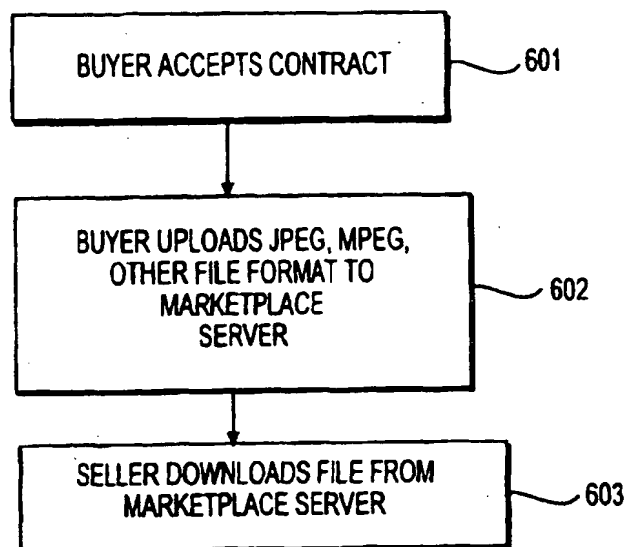 BUYER ACCEPTS CONTRACT
601
BUYER UPLOADS JPEG, MPEG,
OTHER FILE FORMAT TO
MARKETPLACE
SERVER
602
SELLER DOWNLOADS FILE FROM
MARKETPLACE SERVER
603